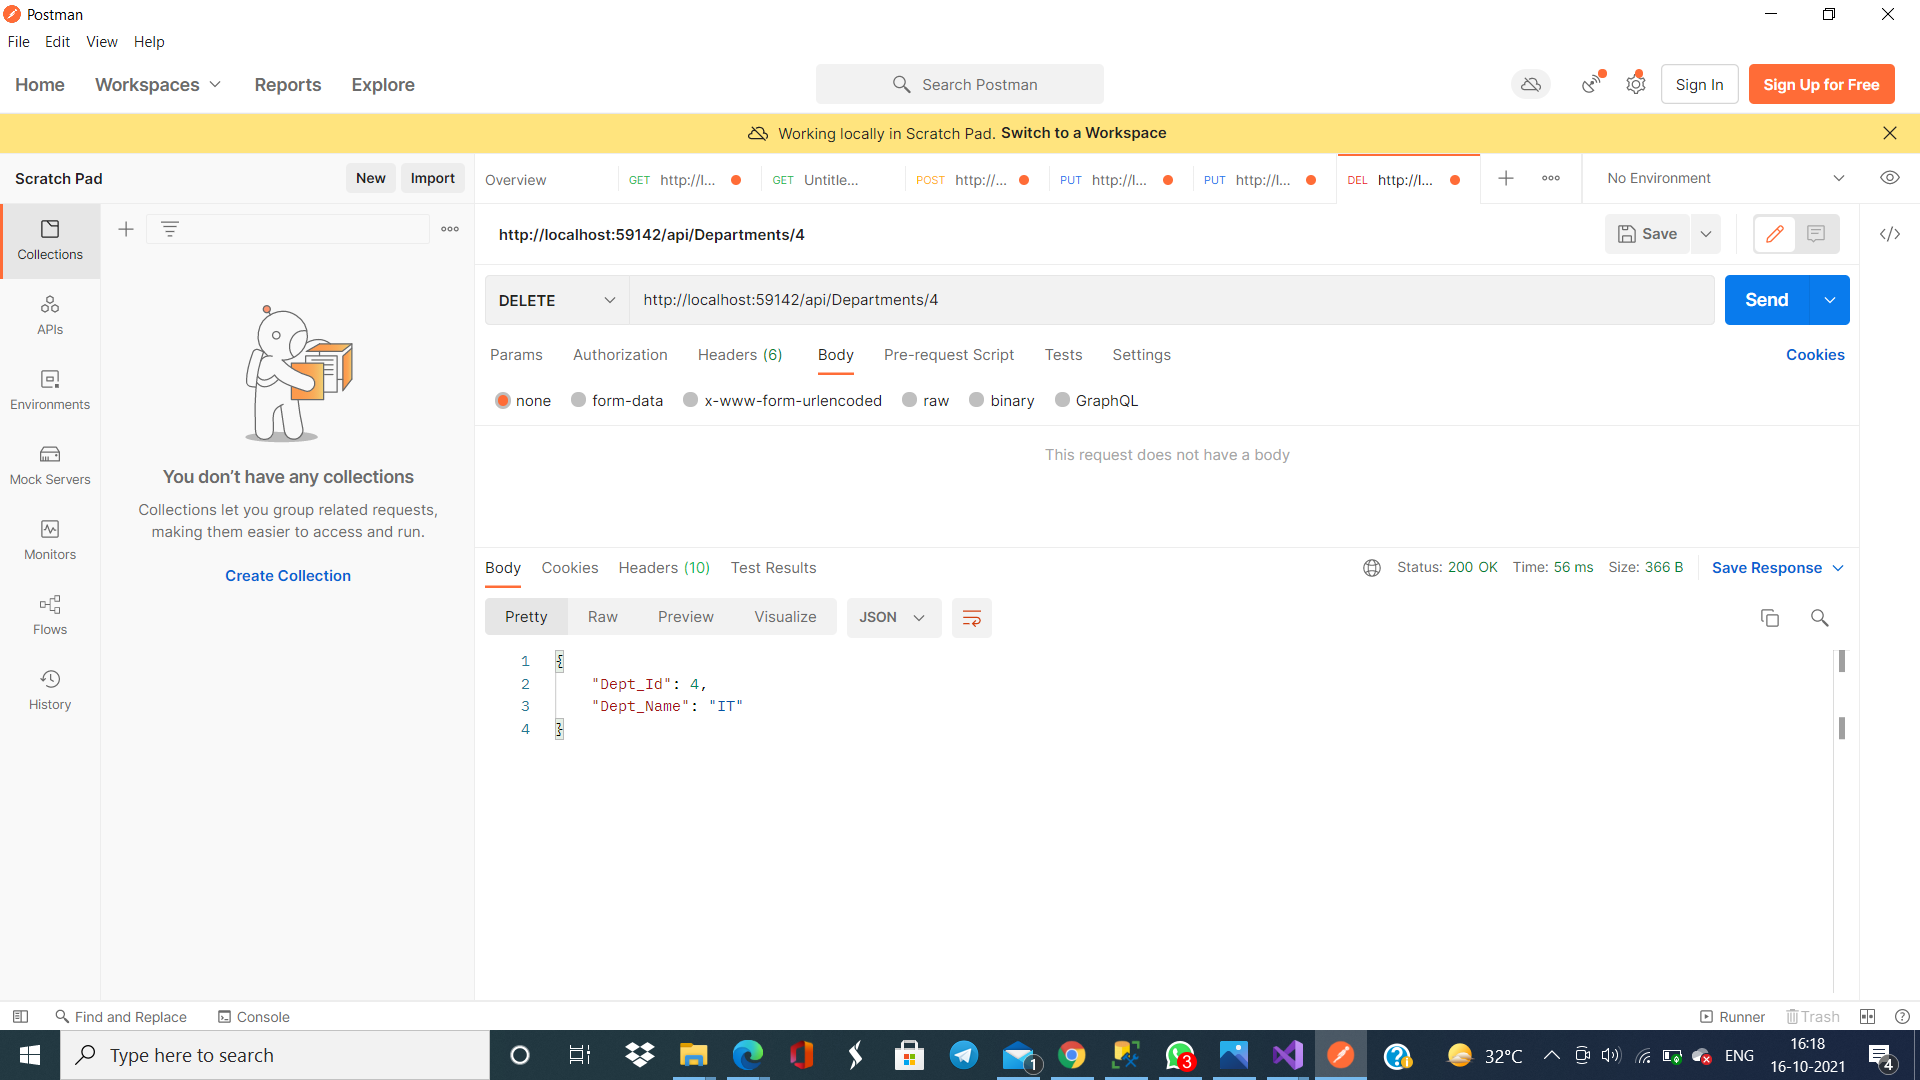 Postman
File Edit View Help
Home Workspaces Reports Explore
Search Postman
Sign In
Sign Up for Free
Working locally in Scratch Pad. Switch to a Workspace
Scratch Pad
New
Import
Overview
GET http://l...
GET Untitle...
POST http://...
PUT http://l...
PUT http://l...
DEL http://l...
No Environment
Collections
APIs
Environments
Mock Servers
Monitors
Flows
History
You don’t have any collections
Collections let you group related requests,
making them easier to access and run.
Create Collection
http://localhost:59142/api/Departments/4
Save
DELETE
http://localhost:59142/api/Departments/4
Send
Params Authorization Headers (6) Body Pre-request Script Tests Settings
Cookies
none form-data x-www-form-urlencoded raw binary GraphQL
This request does not have a body
Body Cookies Headers (10) Test Results
Status: 200 OK Time: 56 ms Size: 366 B
Save Response
Pretty Raw Preview Visualize
JSON
1 {
2 "Dept_Id": 4,
3 "Dept_Name": "IT"
4 }
Find and Replace
Console
Runner
Trash
Type here to search
1
3
32°C
ENG
16:18
16-10-2021
4